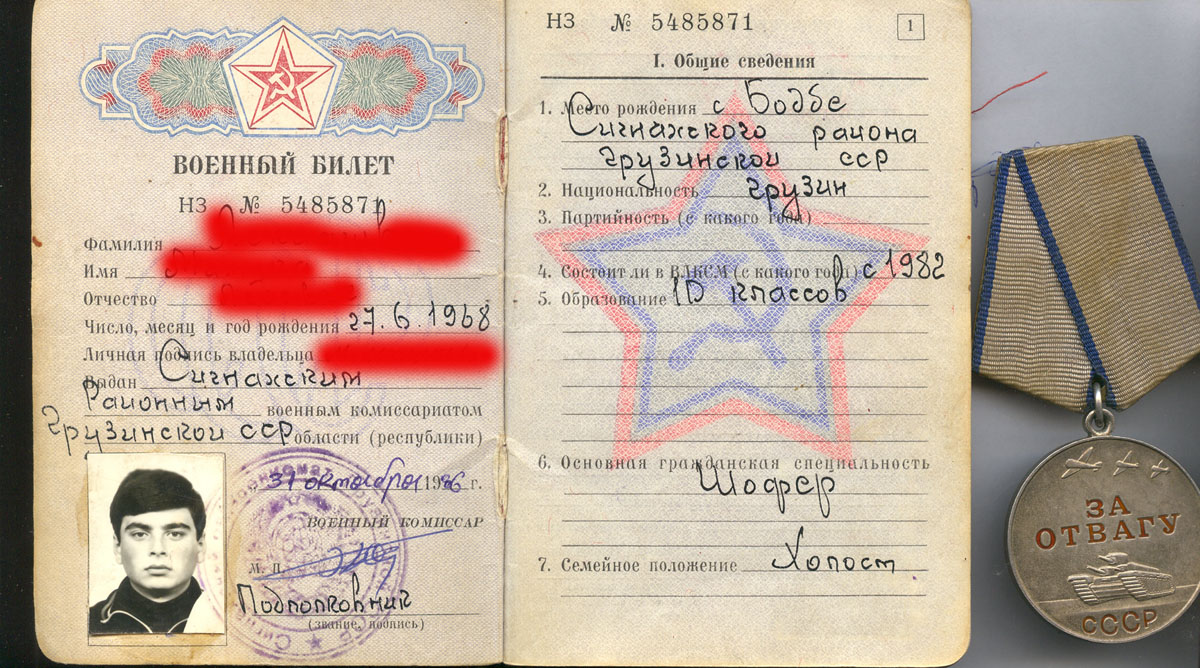 ВОЕННЫЙ БИЛЕТ
НЗ № 5485871
Фамилия
Имя
Отчество
Число, месяц и год рождения 27.6.1968
Личная подпись владельца
Выдан Сигнахским
Районным военным комиссариатом
Грузинской ССР области (республики)
31 октября 1986 г.
ВОЕННЫЙ КОМИССАР
М. П.
Подполковник
(звание, подпись)
НЗ № 5485871
1
I. Общие сведения
1. Место рождения с Бодбе
Сигнахского района
Грузинской ССР
2. Национальность грузин
3. Партийность (с какого года)
4. Состоит ли в ВЛКСМ (с какого года) с 1982
5. Образование 10 классов
6. Основная гражданская специальность
Шофер
7. Семейное положение Холост
ЗА
ОТВАГУ
СССР